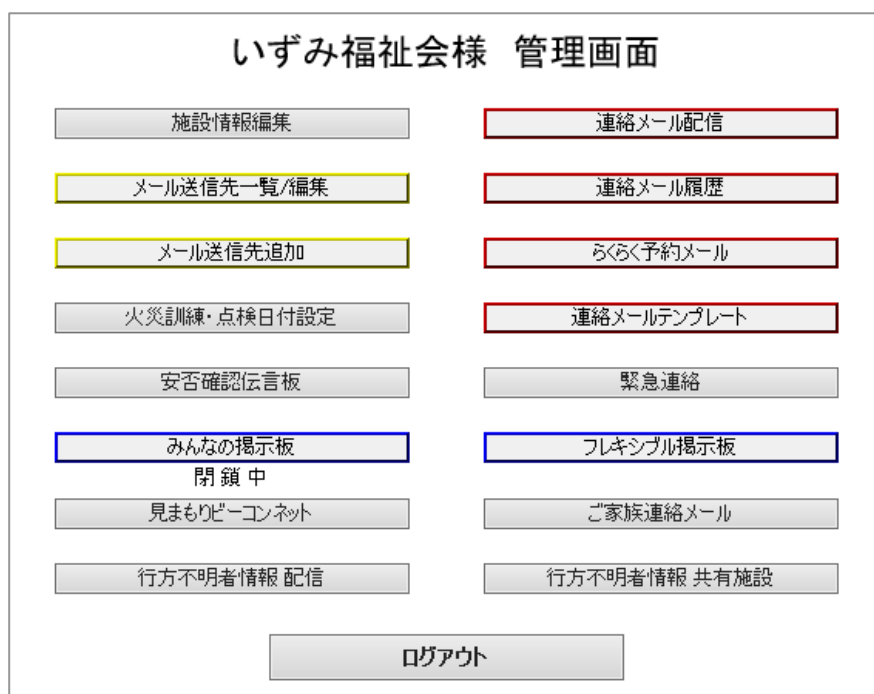 いずみ福祉会様 管理画面
施設情報編集
連絡メール配信
メール送信先一覧/編集
連絡メール履歴
メール送信先追加
らくらく予約メール
火災訓練・点検日付設定
連絡メールテンプレート
安否確認伝言板
緊急連絡
みんなの掲示板
フレキシブル掲示板
閉鎖中
見まもりビーコンネット
ご家族連絡メール
行方不明者情報 配信
行方不明者情報 共有施設
ログアウト